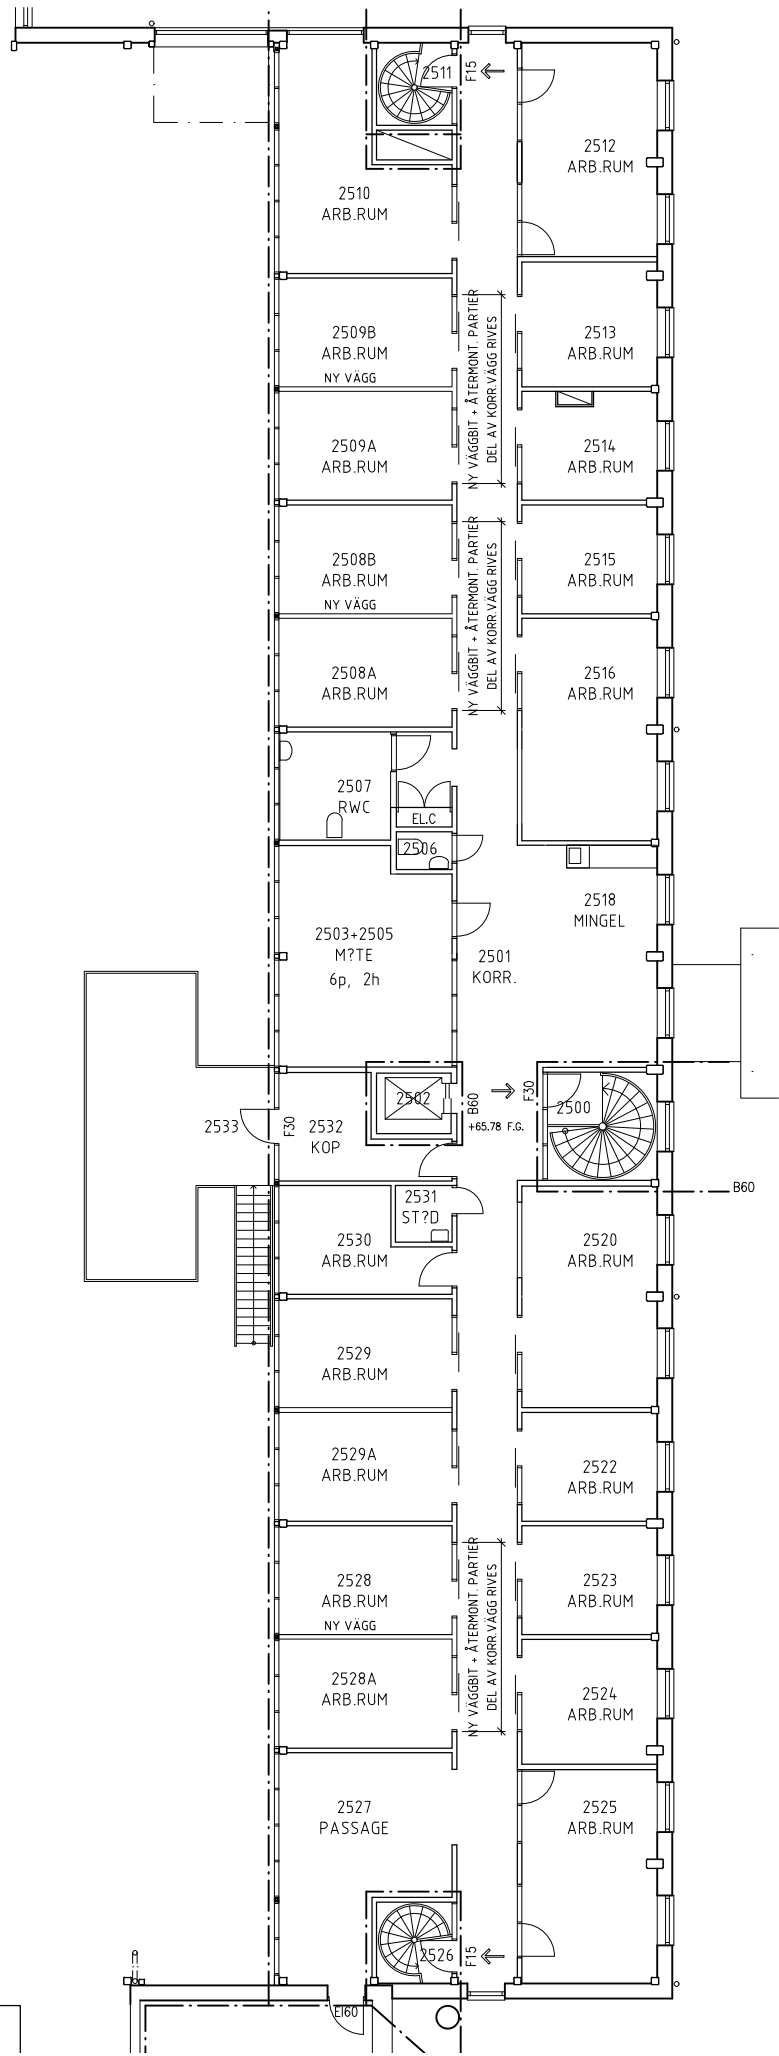 2511
F15
2512
ARB.RUM
2510
ARB.RUM
2509B
ARB.RUM
NY VÄGG
NY VÄGGBIT + ÅTERMONT. PARTIER
DEL AV KORR.VÄGG RIVES
2513
ARB.RUM
2509A
ARB.RUM
2514
ARB.RUM
2508B
ARB.RUM
NY VÄGG
NY VÄGGBIT + ÅTERMONT. PARTIER
DEL AV KORR.VÄGG RIVES
2515
ARB.RUM
2508A
ARB.RUM
2516
ARB.RUM
2507
RWC
EL.C
2506
2503+2505
M?TE
6p, 2h
2501
KORR.
2518
MINGEL
2502
B60
+65.78 F.G.
F30
2500
2533
F30
2532
KOP
B60
2531
ST?D
2530
ARB.RUM
2520
ARB.RUM
2529
ARB.RUM
2529A
ARB.RUM
2522
ARB.RUM
2528
ARB.RUM
NY VÄGG
NY VÄGGBIT + ÅTERMONT. PARTIER
DEL AV KORR.VÄGG RIVES
2523
ARB.RUM
2528A
ARB.RUM
2524
ARB.RUM
2527
PASSAGE
2525
ARB.RUM
2526
F15
EI60